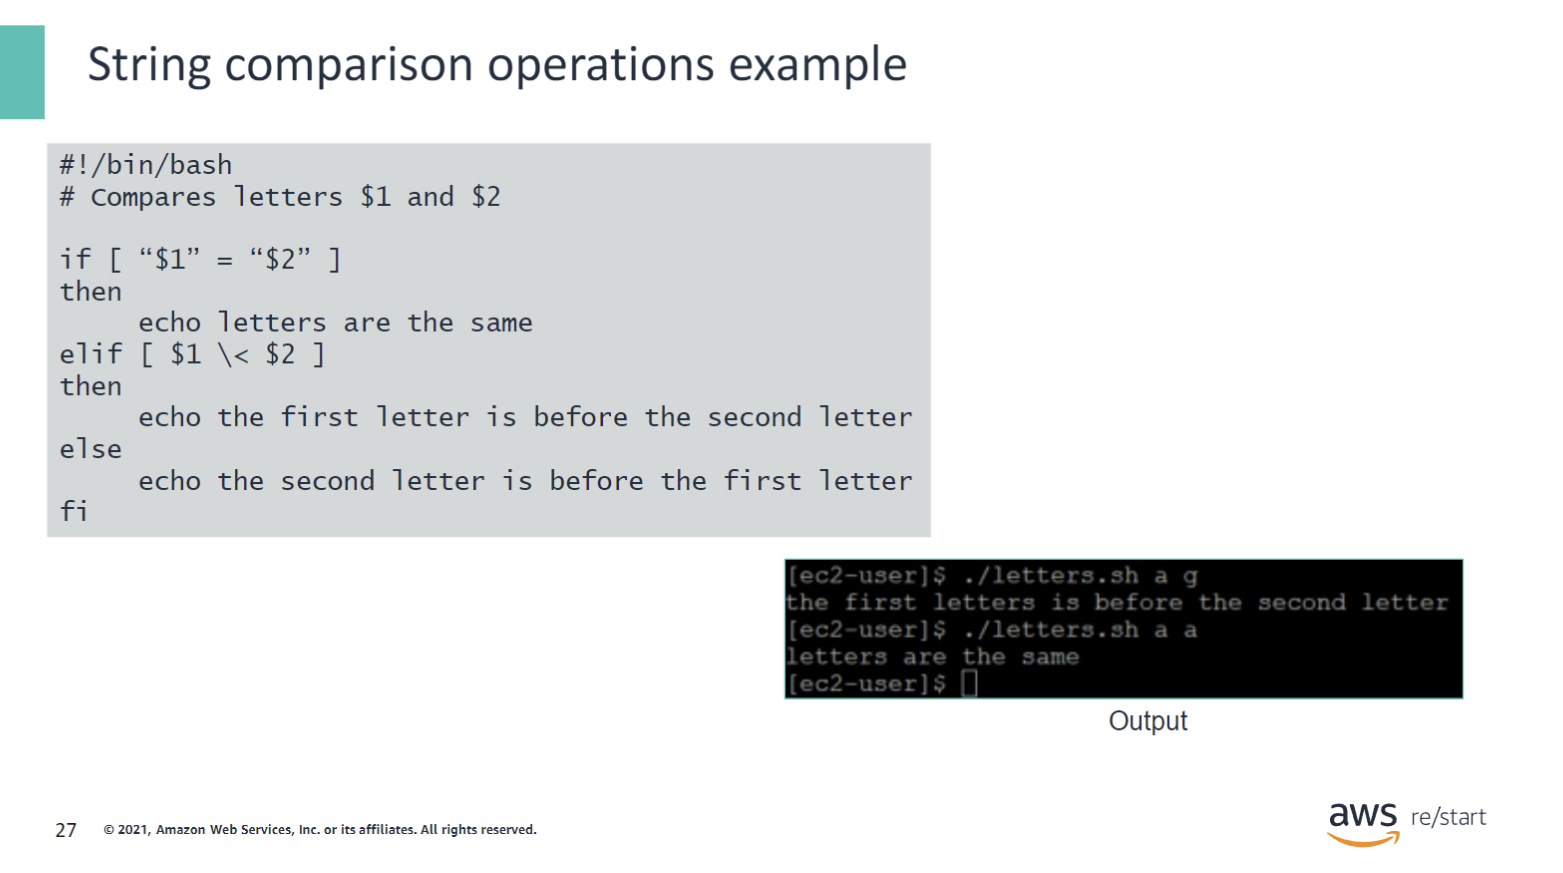 String comparison operations example
#!/bin/bash
# Compares letters $1 and $2
if [ “$1” = “$2” ]
then
echo letters are the same
elif [ $1 \< $2 ]
then
echo the first letter is before the second letter
else
echo the second letter is before the first letter
fi
[ec2-user]$ ./letters.sh a g
the first letters is before the second letter
[ec2-user]$ ./letters.sh a a
letters are the same
[ec2-user]$
Output
27 © 2021, Amazon Web Services, Inc. or its affiliates. All rights reserved.
aws re/start